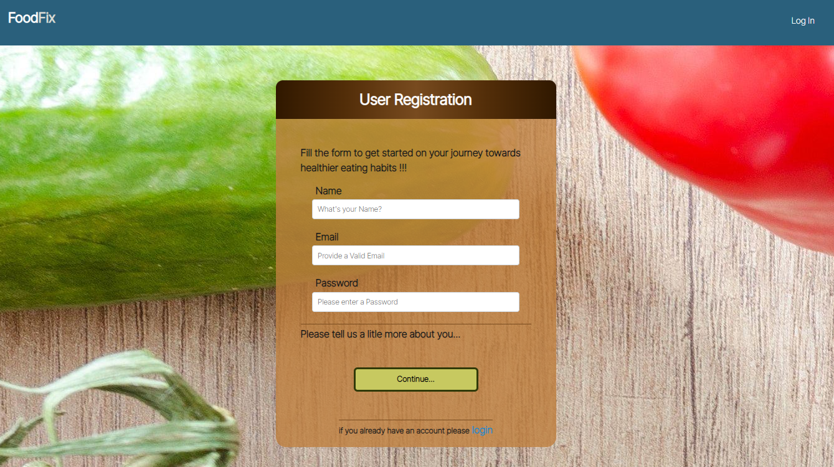 FoodFix
Log In
User Registration
Fill the form to get started on your journey towards
healthier eating habits !!!
Name
What's your Name?
Email
Provide a Valid Email
Password
Please enter a Password
Please tell us a litle more about you...
Continue...
if you already have an account please login